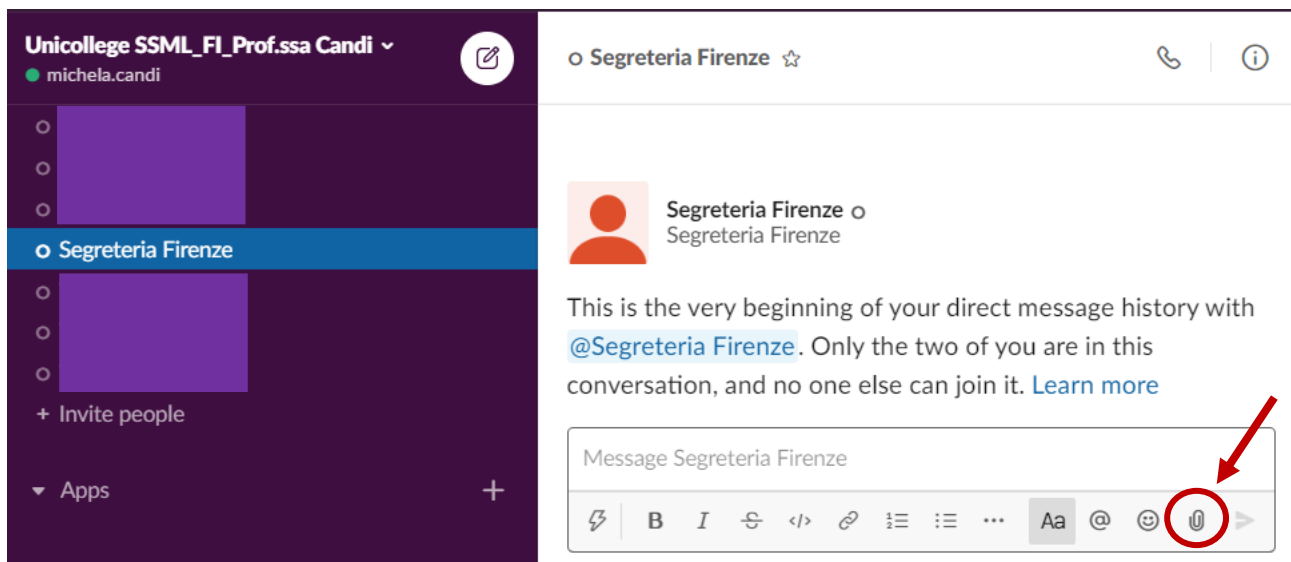 Unicollege SSML_FI_Prof.ssa Candi
michela.candi
Segreteria Firenze
+ Invite people
Apps
Segreteria Firenze
Segreteria Firenze
Segreteria Firenze
This is the very beginning of your direct message history with
@Segreteria Firenze. Only the two of you are in this
conversation, and no one else can join it. Learn more
Message Segreteria Firenze
B I S </> Aa @